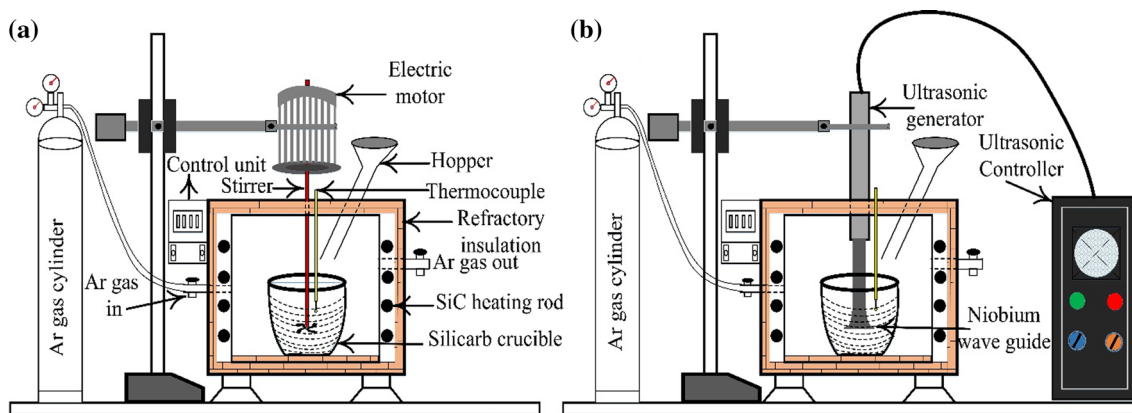 (a)
Electric
motor
Control unit
Stirrer
Hopper
Thermocouple
Refractory
insulation
Ar gas out
Ar gas cylinder
Ar gas
in
SiC heating rod
Silicarb crucible
(b)
Ultrasonic
generator
Ultrasonic
Controller
Ar gas cylinder
Niobium
wave guide